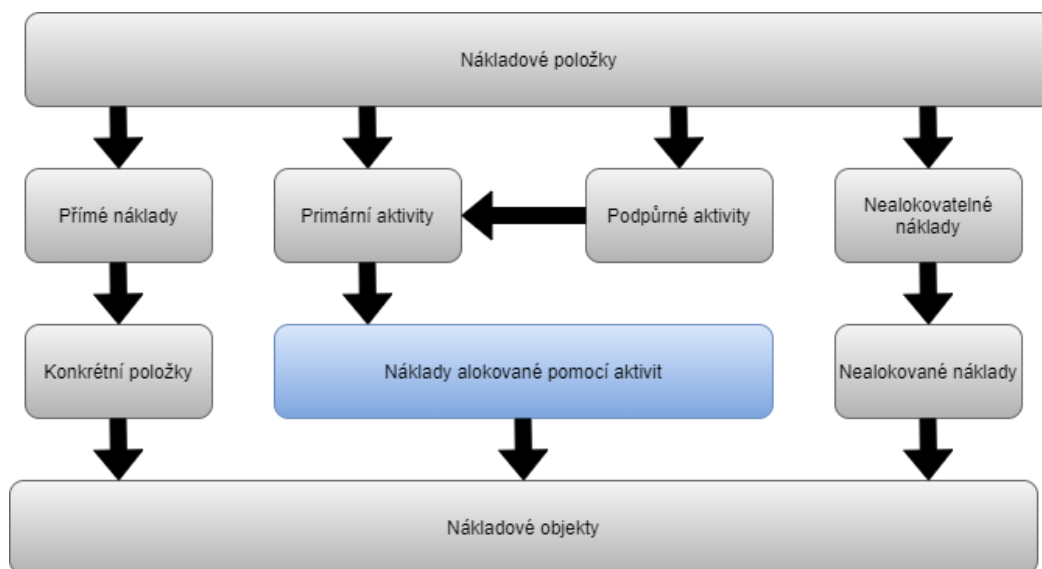 Nákladové položky
Přímé náklady
Primární aktivity
Podpůrné aktivity
Nealokovatelné
náklady
Konkrétní položky
Náklady alokované pomocí aktivit
Nealokované náklady
Nákladové objekty